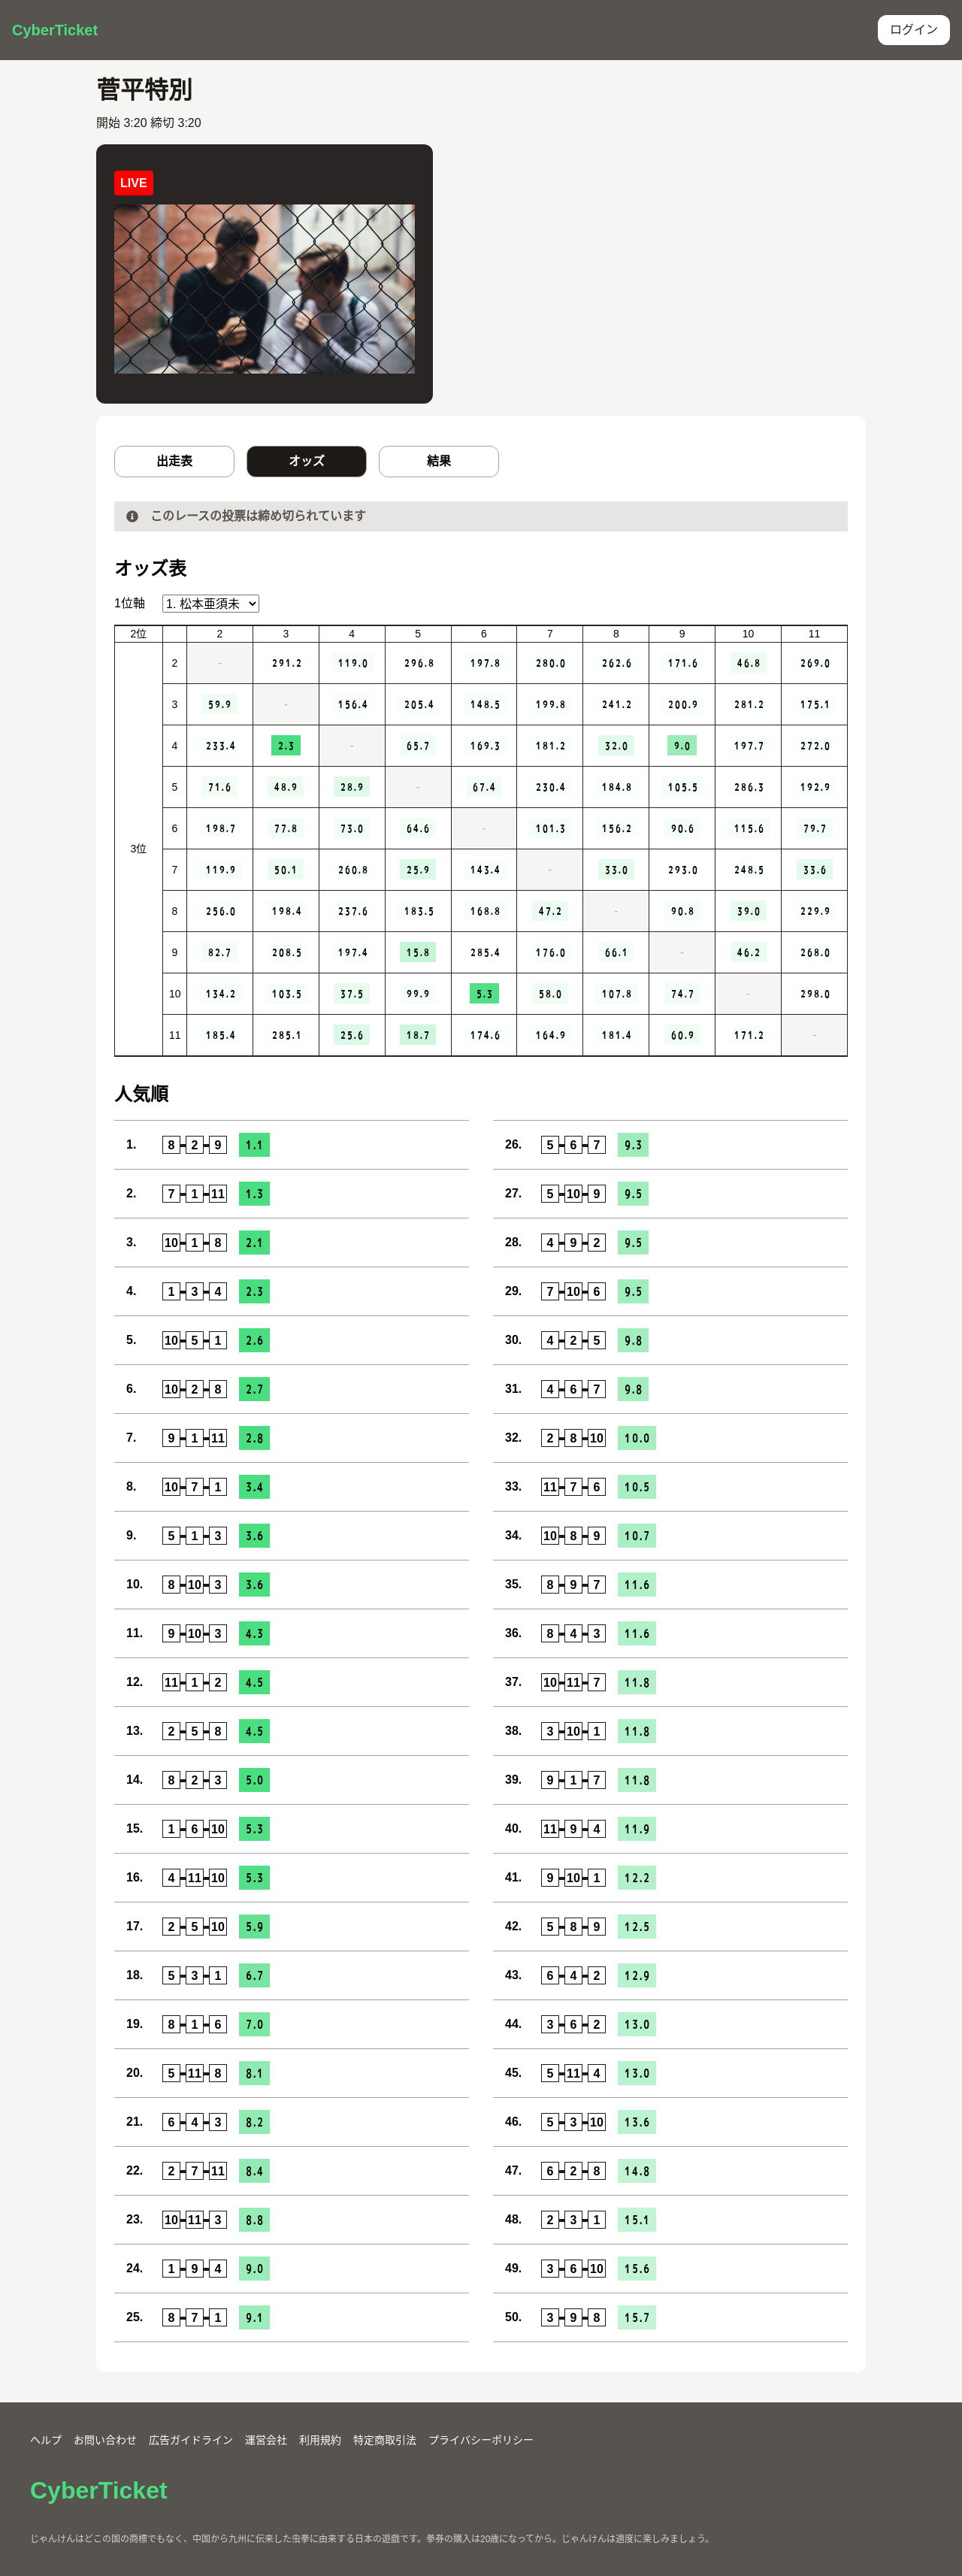 CyberTicket
ログイン
菅平特別
開始 3:20 締切 3:20
LIVE
出走表 オッズ 結果
このレースの投票は締め切られています
オッズ表
1位軸 1. 松本亜須未
2位 2 3 4 5 6 7 8 9 10 11
2 - 291.2 119.0 296.8 197.8 280.0 262.6 171.6 46.8 269.0
3 59.9 - 156.4 205.4 148.5 199.8 241.2 200.9 281.2 175.1
4 233.4 2.3 - 65.7 169.3 181.2 32.0 9.0 197.7 272.0
5 71.6 48.9 28.9 - 67.4 230.4 184.8 105.5 286.3 192.9
6 198.7 77.8 73.0 64.6 - 101.3 156.2 90.6 115.6 79.7
3位
7 119.9 50.1 260.8 25.9 143.4 - 33.0 293.0 248.5 33.6
8 256.0 198.4 237.6 183.5 168.8 47.2 - 90.8 39.0 229.9
9 82.7 208.5 197.4 15.8 285.4 176.0 66.1 - 46.2 268.0
10 134.2 103.5 37.5 99.9 5.3 58.0 107.8 74.7 - 298.0
11 185.4 285.1 25.6 18.7 174.6 164.9 181.4 60.9 171.2 -
人気順
1. 8-2-9 1.1
2. 7-1-11 1.3
3. 10-1-8 2.1
4. 1-3-4 2.3
5. 10-5-1 2.6
6. 10-2-8 2.7
7. 9-1-11 2.8
8. 10-7-1 3.4
9. 5-1-3 3.6
10. 8-10-3 3.6
11. 9-10-3 4.3
12. 11-1-2 4.5
13. 2-5-8 4.5
14. 8-2-3 5.0
15. 1-6-10 5.3
16. 4-11-10 5.3
17. 2-5-10 5.9
18. 5-3-1 6.7
19. 8-1-6 7.0
20. 5-11-8 8.1
21. 6-4-3 8.2
22. 2-7-11 8.4
23. 10-11-3 8.8
24. 1-9-4 9.0
25. 8-7-1 9.1
26. 5-6-7 9.3
27. 5-10-9 9.5
28. 4-9-2 9.5
29. 7-10-6 9.5
30. 4-2-5 9.8
31. 4-6-7 9.8
32. 2-8-10 10.0
33. 11-7-6 10.5
34. 10-8-9 10.7
35. 8-9-7 11.6
36. 8-4-3 11.6
37. 10-11-7 11.8
38. 3-10-1 11.8
39. 9-1-7 11.8
40. 11-9-4 11.9
41. 9-10-1 12.2
42. 5-8-9 12.5
43. 6-4-2 12.9
44. 3-6-2 13.0
45. 5-11-4 13.0
46. 5-3-10 13.6
47. 6-2-8 14.8
48. 2-3-1 15.1
49. 3-6-10 15.6
50. 3-9-8 15.7
ヘルプ お問い合わせ 広告ガイドライン 運営会社 利用規約 特定商取引法 プライバシーポリシー
CyberTicket
じゃんけんはどこの国の商標でもなく、中国から九州に伝来した虫拳に由来する日本の遊戯です。拳券の購入は20歳になってから。じゃんけんは適度に楽しみましょう。